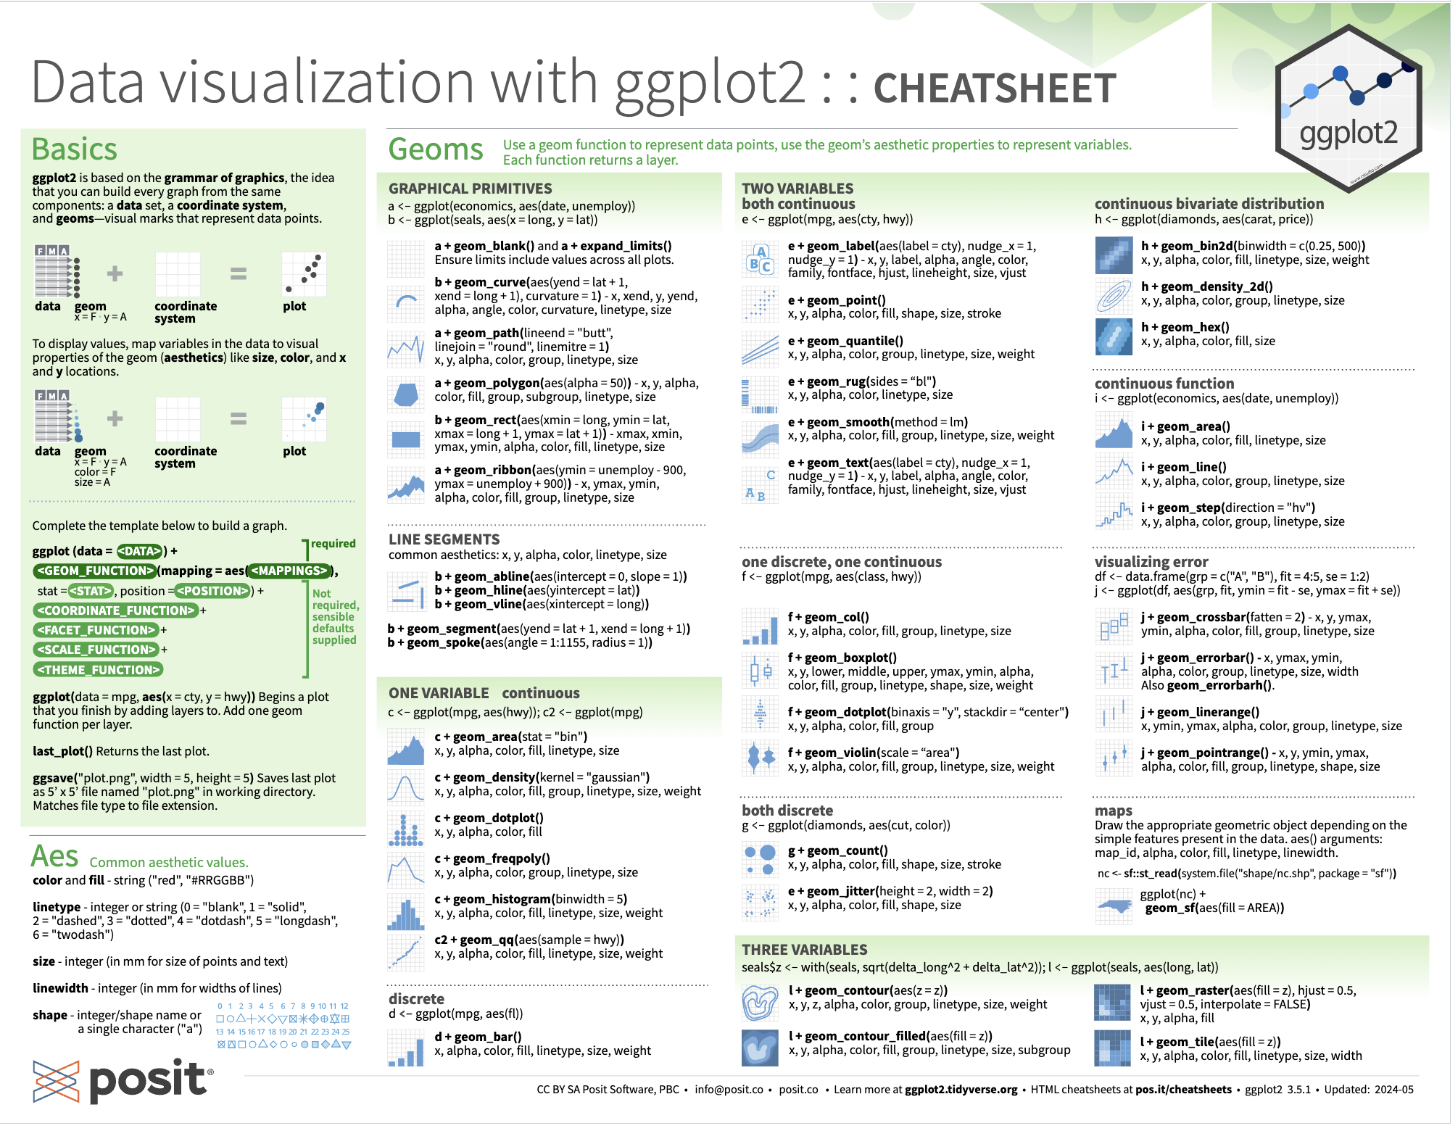 Data visualization with ggplot2 : : CHEATSHEET
ggplot2
www.rstudio.com
Basics
ggplot2 is based on the grammar of graphics, the idea
that you can build every graph from the same
components: a data set, a coordinate system,
and geoms—visual marks that represent data points.
F M A
data geom coordinate plot
x = F · y = A system
To display values, map variables in the data to visual
properties of the geom (aesthetics) like size, color, and x
and y locations.
F M A
data geom coordinate plot
x = F · y = A system
color = F
size = A
Complete the template below to build a graph.
required
ggplot (data = <DATA>) +
<GEOM_FUNCTION>(mapping = aes(<MAPPINGS>),
stat = <STAT>, position = <POSITION>) +
<COORDINATE_FUNCTION> +
<FACET_FUNCTION> +
<SCALE_FUNCTION> +
<THEME_FUNCTION>
Not
required,
sensible
defaults
supplied
ggplot(data = mpg, aes(x = cty, y = hwy)) Begins a plot
that you finish by adding layers to. Add one geom
function per layer.
last_plot() Returns the last plot.
ggsave("plot.png", width = 5, height = 5) Saves last plot
as 5' x 5' file named "plot.png" in working directory.
Matches file type to file extension.
Aes Common aesthetic values.
color and fill - string ("red", "#RRGGBB")
linetype - integer or string (0 = "blank", 1 = "solid",
2 = "dashed", 3 = "dotted", 4 = "dotdash", 5 = "longdash",
6 = "twodash")
size - integer (in mm for size of points and text)
linewidth - integer (in mm for widths of lines)
shape - integer/shape name or
a single character ("a")
0 1 2 3 4 5 6 7 8 9 10 11 12
13 14 15 16 17 18 19 20 21 22 23 24 25
Geoms Use a geom function to represent data points, use the geom's aesthetic properties to represent variables.
Each function returns a layer.
GRAPHICAL PRIMITIVES
a <- ggplot(economics, aes(date, unemploy))
b <- ggplot(seals, aes(x = long, y = lat))
a + geom_blank() and a + expand_limits()
Ensure limits include values across all plots.
b + geom_curve(aes(yend = lat + 1,
xend = long + 1), curvature = 1) - x, xend, y, yend,
alpha, angle, color, curvature, linetype, size
a + geom_path(lineend = "butt",
linejoin = "round", linemitre = 1)
x, y, alpha, color, group, linetype, size
a + geom_polygon(aes(alpha = 50)) - x, y, alpha,
color, fill, group, subgroup, linetype, size
b + geom_rect(aes(xmin = long, ymin = lat,
xmax = long + 1, ymax = lat + 1)) - xmax, xmin,
ymax, ymin, alpha, color, fill, linetype, size
a + geom_ribbon(aes(ymin = unemploy - 900,
ymax = unemploy + 900)) - x, ymax, ymin,
alpha, color, fill, group, linetype, size
LINE SEGMENTS
common aesthetics: x, y, alpha, color, linetype, size
b + geom_abline(aes(intercept = 0, slope = 1))
b + geom_hline(aes(yintercept = lat))
b + geom_vline(aes(xintercept = long))
b + geom_segment(aes(yend = lat + 1, xend = long + 1))
b + geom_spoke(aes(angle = 1:1155, radius = 1))
ONE VARIABLE continuous
c <- ggplot(mpg, aes(hwy)); c2 <- ggplot(mpg)
c + geom_area(stat = "bin")
x, y, alpha, color, fill, linetype, size
c + geom_density(kernel = "gaussian")
x, y, alpha, color, fill, group, linetype, size, weight
c + geom_dotplot()
x, y, alpha, color, fill
c + geom_freqpoly()
x, y, alpha, color, group, linetype, size
c + geom_histogram(binwidth = 5)
x, y, alpha, color, fill, linetype, size, weight
c2 + geom_qq(aes(sample = hwy))
x, y, alpha, color, fill, linetype, size, weight
discrete
d <- ggplot(mpg, aes(fl))
d + geom_bar()
x, alpha, color, fill, linetype, size, weight
TWO VARIABLES
both continuous
e <- ggplot(mpg, aes(cty, hwy))
A
B
C
e + geom_label(aes(label = cty), nudge_x = 1,
nudge_y = 1) - x, y, label, alpha, angle, color,
family, fontface, hjust, lineheight, size, vjust
e + geom_point()
x, y, alpha, color, fill, shape, size, stroke
e + geom_quantile()
x, y, alpha, color, group, linetype, size, weight
e + geom_rug(sides = “bl")
x, y, alpha, color, linetype, size
e + geom_smooth(method = lm)
x, y, alpha, color, fill, group, linetype, size, weight
C
A B
e + geom_text(aes(label = cty), nudge_x = 1,
nudge_y = 1) - x, y, label, alpha, angle, color,
family, fontface, hjust, lineheight, size, vjust
one discrete, one continuous
f <- ggplot(mpg, aes(class, hwy))
f + geom_col()
x, y, alpha, color, fill, group, linetype, size
f + geom_boxplot()
x, y, lower, middle, upper, ymax, ymin, alpha,
color, fill, group, linetype, shape, size, weight
f + geom_dotplot(binaxis = "y", stackdir = “center")
x, y, alpha, color, fill, group
f + geom_violin(scale = “area")
x, y, alpha, color, fill, group, linetype, size, weight
both discrete
g <- ggplot(diamonds, aes(cut, color))
g + geom_count()
x, y, alpha, color, fill, shape, size, stroke
e + geom_jitter(height = 2, width = 2)
x, y, alpha, color, fill, shape, size
continuous bivariate distribution
h <- ggplot(diamonds, aes(carat, price))
h + geom_bin2d(binwidth = c(0.25, 500))
x, y, alpha, color, fill, linetype, size, weight
h + geom_density_2d()
x, y, alpha, color, group, linetype, size
h + geom_hex()
x, y, alpha, color, fill, size
continuous function
i <- ggplot(economics, aes(date, unemploy))
i + geom_area()
x, y, alpha, color, fill, linetype, size
i + geom_line()
x, y, alpha, color, group, linetype, size
i + geom_step(direction = "hv")
x, y, alpha, color, group, linetype, size
visualizing error
df <- data.frame(grp = c("A", "B"), fit = 4:5, se = 1:2)
j <- ggplot(df, aes(grp, fit, ymin = fit - se, ymax = fit + se))
j + geom_crossbar(fatten = 2) - x, y, ymax,
ymin, alpha, color, fill, group, linetype, size
j + geom_errorbar() - x, ymax, ymin,
alpha, color, group, linetype, size, width
Also geom_errorbarh().
j + geom_linerange()
x, ymin, ymax, alpha, color, group, linetype, size
j + geom_pointrange() - x, y, ymin, ymax,
alpha, color, fill, group, linetype, shape, size
maps
Draw the appropriate geometric object depending on the
simple features present in the data. aes() arguments:
map_id, alpha, color, fill, linetype, linewidth.
nc <- sf::st_read(system.file("shape/nc.shp", package = "sf"))
ggplot(nc) +
geom_sf(aes(fill = AREA))
THREE VARIABLES
seals$z <- with(seals, sqrt(delta_long^2 + delta_lat^2)); l <- ggplot(seals, aes(long, lat))
l + geom_contour(aes(z = z))
x, y, z, alpha, color, group, linetype, size, weight
l + geom_contour_filled(aes(fill = z))
x, y, alpha, color, fill, group, linetype, size, subgroup
l + geom_raster(aes(fill = z), hjust = 0.5,
vjust = 0.5, interpolate = FALSE)
x, y, alpha, fill
l + geom_tile(aes(fill = z))
x, y, alpha, color, fill, linetype, size, width
posit®
CC BY SA Posit Software, PBC • info@posit.co • posit.co • Learn more at ggplot2.tidyverse.org • HTML cheatsheets at pos.it/cheatsheets • ggplot2 3.5.1 • Updated: 2024-05